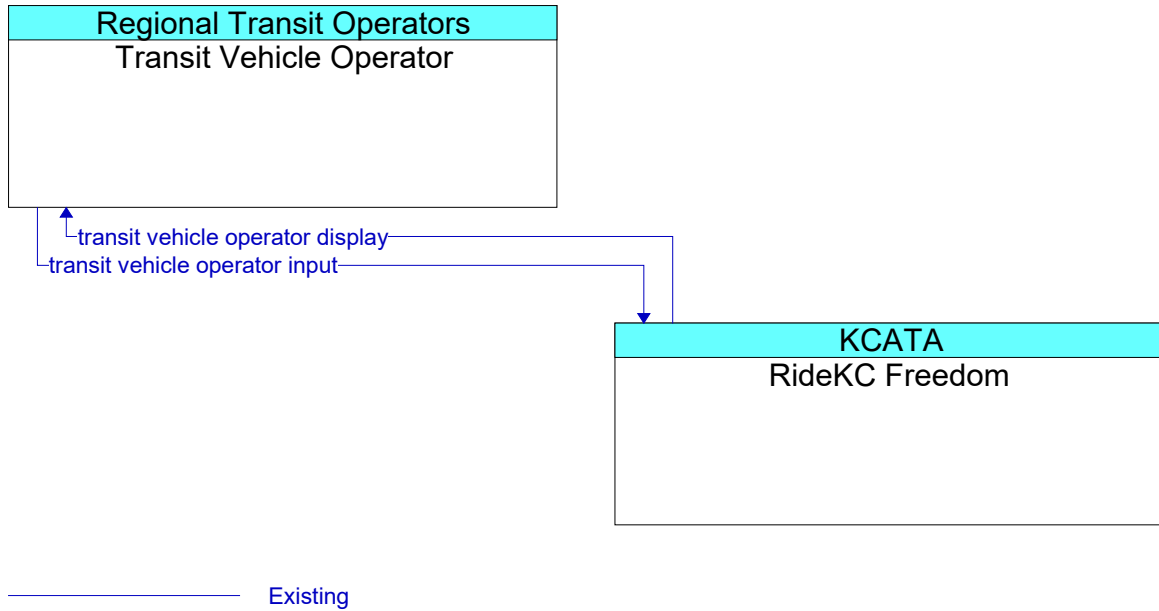 Regional Transit Operators
Transit Vehicle Operator
transit vehicle operator display
transit vehicle operator input
KCATA
RideKC Freedom
Existing